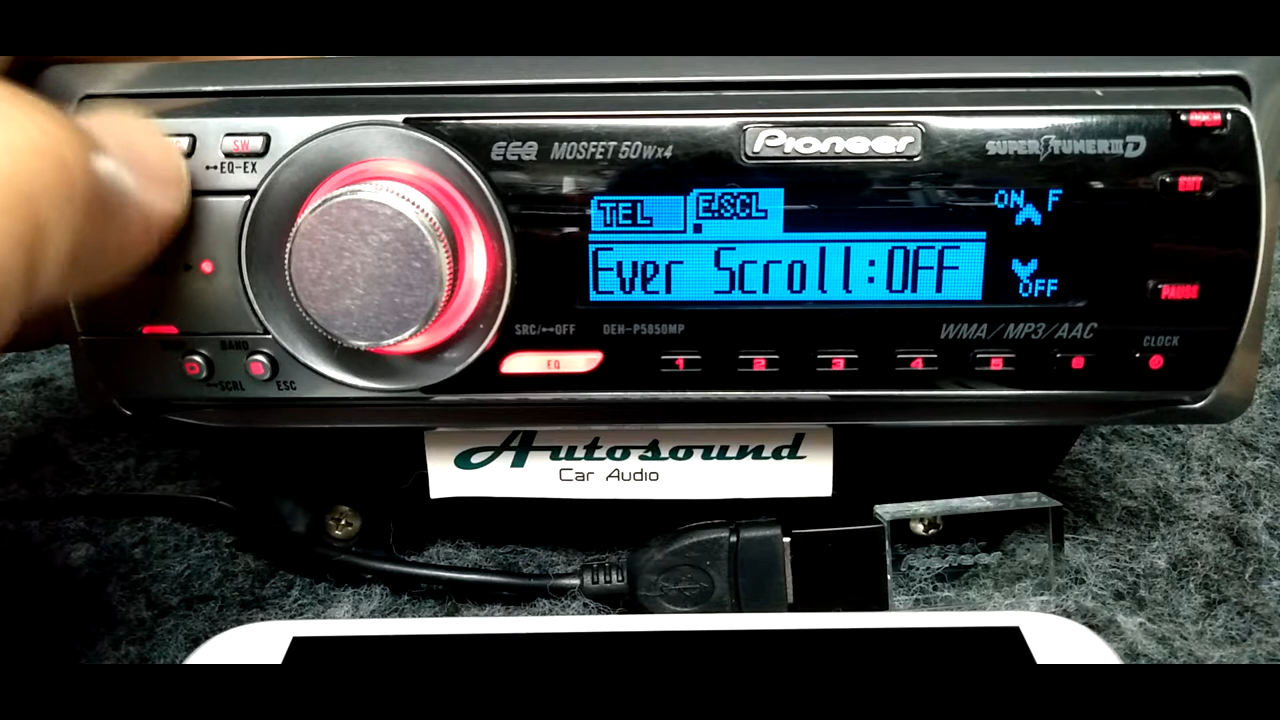 OPEN
SW
EQ-EX
EEQ MOSFET 50Wx4
Pioneer
SUPER TUNER III D
TEL E.SCL
ON F
EXIT
Ever Scroll:OFF
OFF
PAUSE
SRC/OFF DEH-P5850MP
WMA/MP3/AAC
CLOCK
BAND
EQ 1 2 3 4 5 6
D
SCRL ESC
Autosound
Car Audio